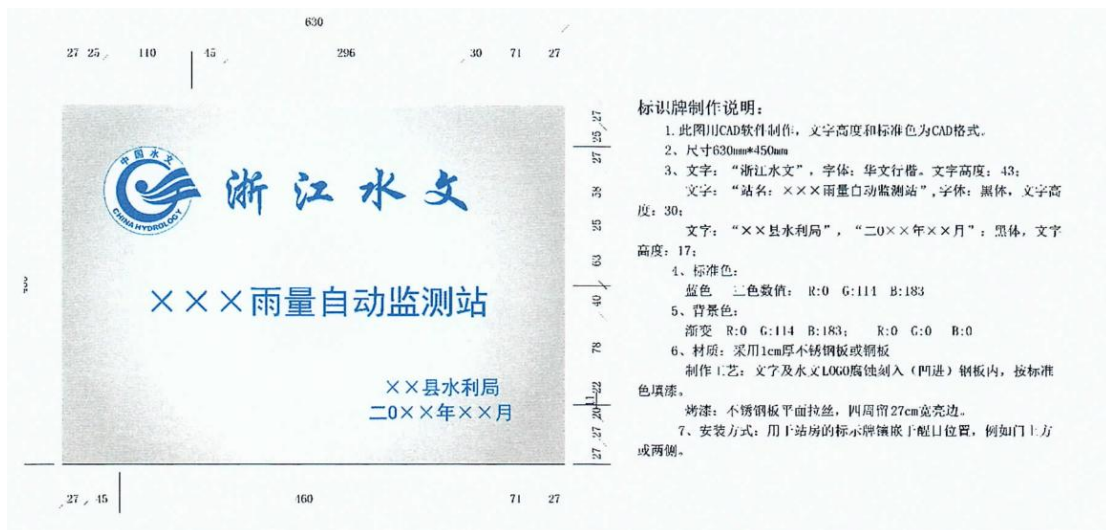 630
27 25 110 45 296 30 71 27
中国水文
CHINA HYDROLOGY
浙江水文
×××雨量自动监测站
××县水利局
二0××年××月
27 45 460 71 27
27
25
27
38
25
63
40
78
22
11
20
27
27
标识牌制作说明：
1.此图用CAD软件制作，文字高度和标准色为CAD格式。
2、尺寸630mm*450mm
3、文字：“浙江水文”，字体：华文行楷。文字高度：43；
文字：“站名：×××雨量自动监测站”,字体：黑体，文字高
度：30；
文字：“××县水利局”，“二0××年××月”：黑体，文字
高度：17；
4、标准色：
蓝色 三色数值： R:0 G:114 B:183
5、背景色：
渐变 R:0 G:114 B:183； R:0 G:0 B:0
6、材质：采用1cm厚不锈钢板或铜板
制作工艺：文字及水文LOGO腐蚀刻入（凹进）钢板内，按标准
色填漆。
烤漆：不锈钢板平面拉丝，四周留27cm宽亮边。
7、安装方式：用于站房的标示牌镶嵌于醒目位置，例如门上方
或两侧。